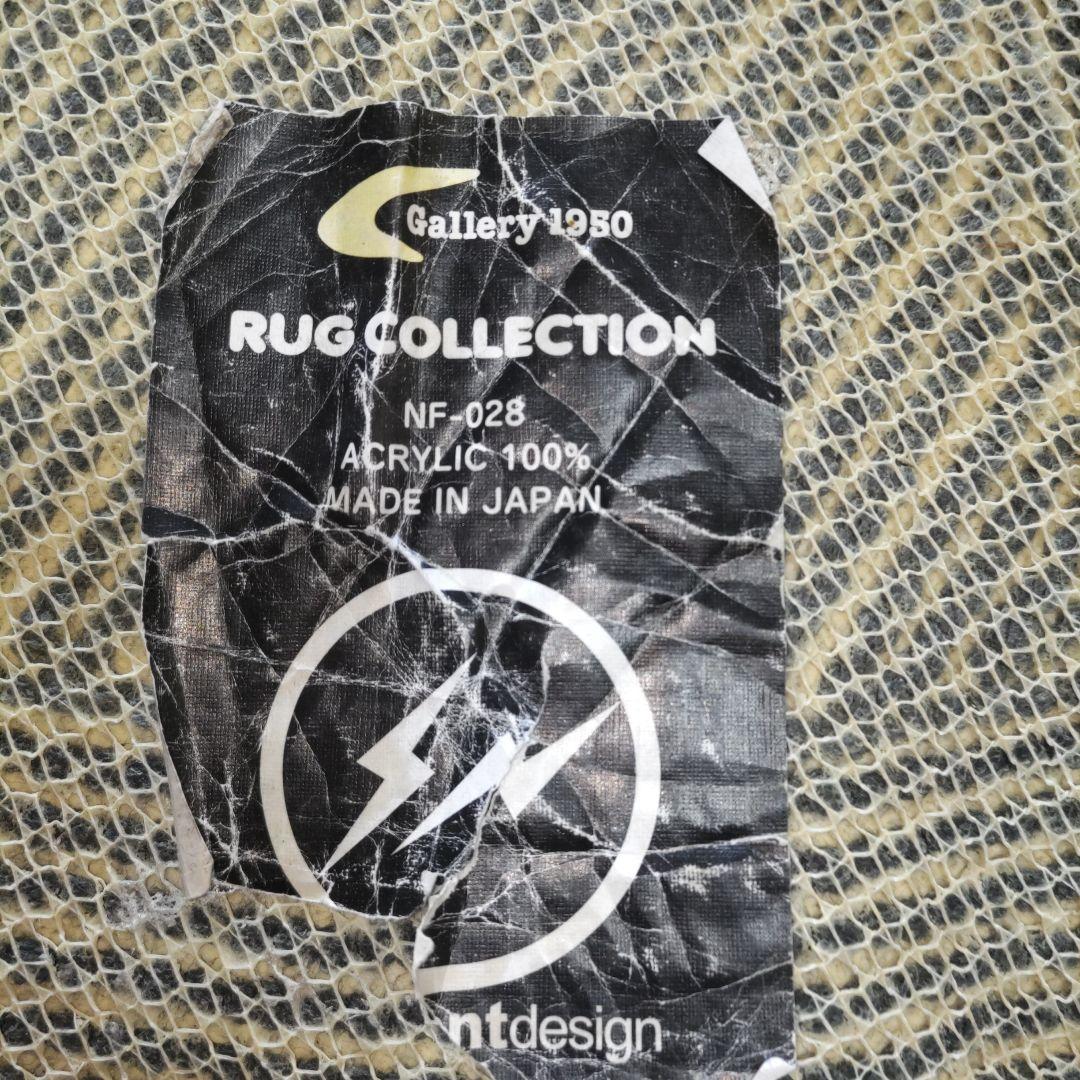 Gallery 1950
RUG COLLECTION
NF-028
ACRYLIC 100%
MADE IN JAPAN
ntdesign